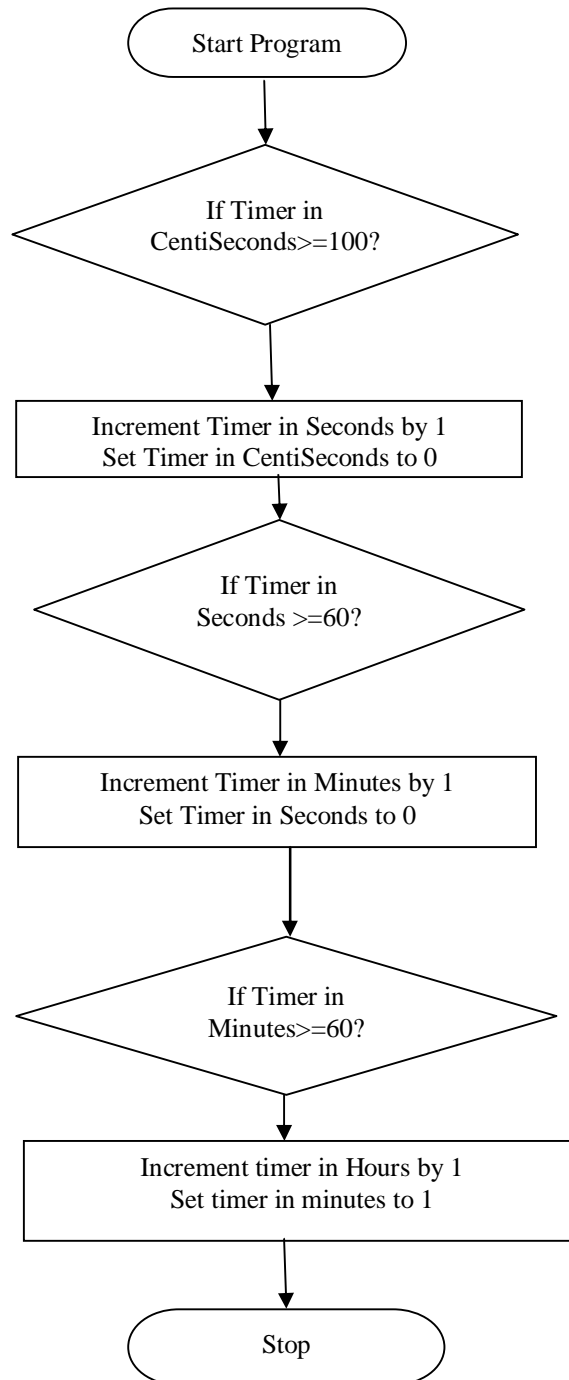 Start Program
If Timer in
CentiSeconds>=100?
Increment Timer in Seconds by 1
Set Timer in CentiSeconds to 0
If Timer in
Seconds >=60?
Increment Timer in Minutes by 1
Set Timer in Seconds to 0
If Timer in
Minutes>=60?
Increment timer in Hours by 1
Set timer in minutes to 1
Stop